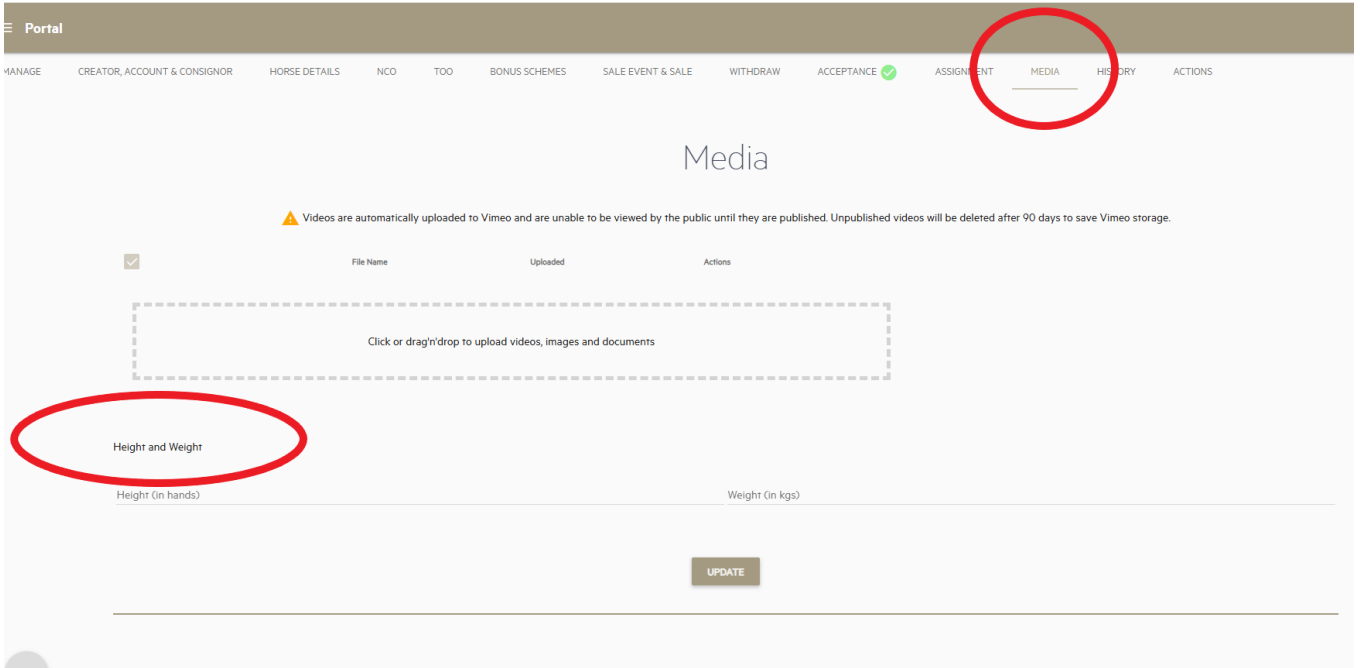 Portal
MANAGE CREATOR, ACCOUNT & CONSIGNOR HORSE DETAILS NCO TOO BONUS SCHEMES SALE EVENT & SALE WITHDRAW ACCEPTANCE ASSIGNMENT MEDIA HISTORY ACTIONS
Media
Videos are automatically uploaded to Vimeo and are unable to be viewed by the public until they are published. Unpublished videos will be deleted after 90 days to save Vimeo storage.
File Name Uploaded Actions
Click or drag'n'drop to upload videos, images and documents
Height and Weight
Height (in hands) Weight (in kgs)
UPDATE